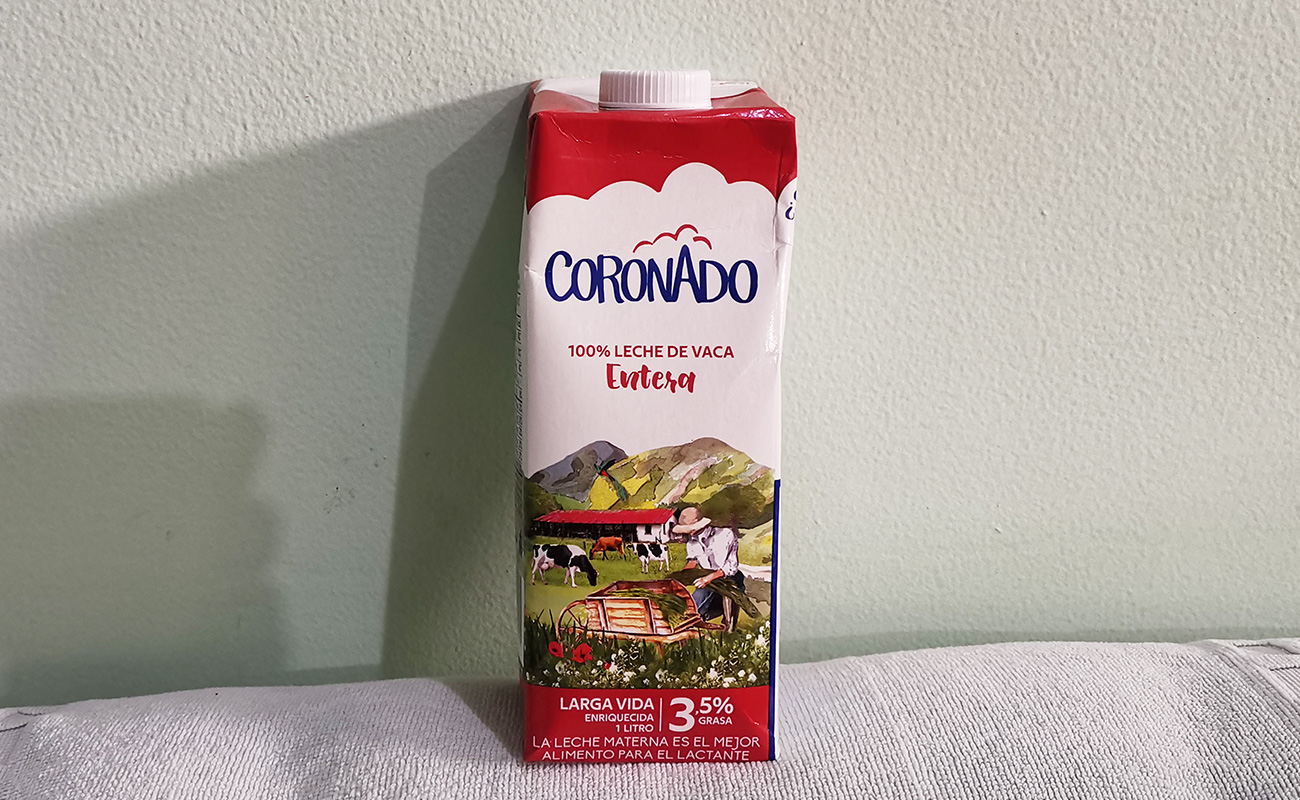 CORONADO
100% LECHE DE VACA
Entera
LARGA VIDA
ENRIQUECIDA
1 LITRO
3,5%
GRASA
LA LECHE MATERNA ES EL MEJOR
ALIMENTO PARA EL LACTANTE